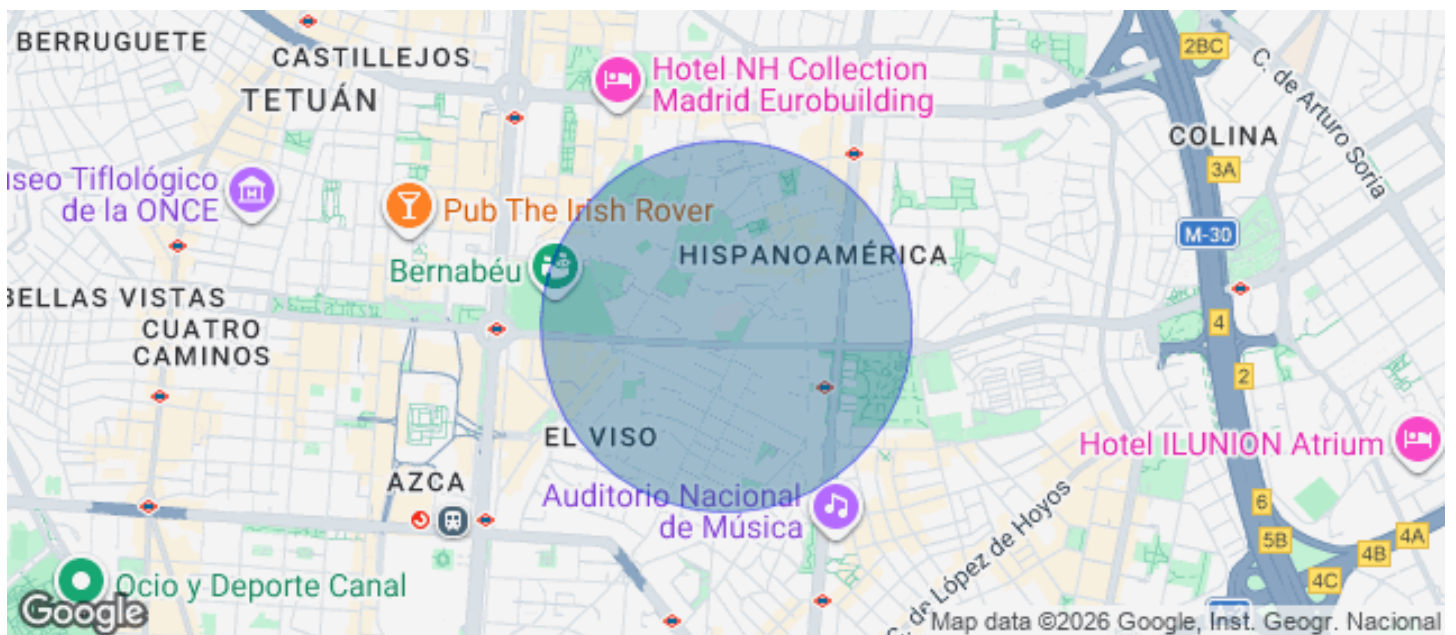 BERRUGUETE
CASTILLEJOS
TETUÁN
Hotel NH Collection
Madrid Eurobuilding
2BC
C. de Arturo Soria
COLINA
3A
useo Tiflológico
de la ONCE
Pub The Irish Rover
M-30
HISPANOAMÉRICA
Bernabéu
BELLAS VISTAS
CUATRO
CAMINOS
4
2
EL VISO
Hotel ILUNION Atrium
AZCA
Auditorio Nacional
de Música
de López de Hoyos
6
5B
4B
4A
4C
Ocio y Deporte Canal
Google
Map data ©2026 Google, Inst. Geogr. Nacional